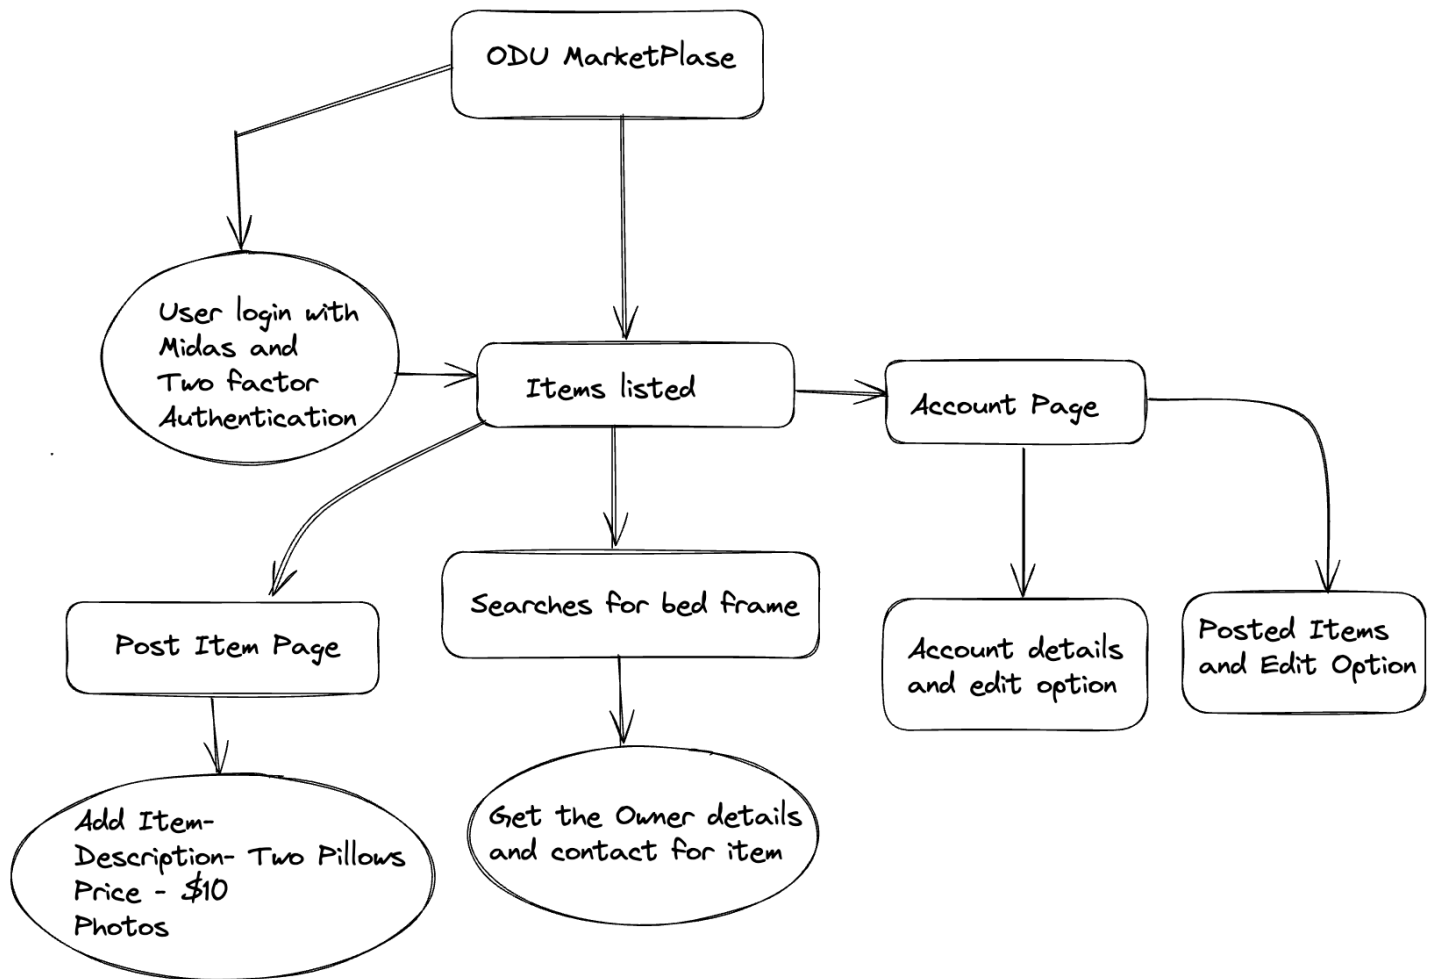 ODU MarketPlase
User login with
Midas and
Two factor
Authentication
Items listed
Account Page
Post Item Page
Searches for bed frame
Account details
and edit option
Posted Items
and Edit Option
Add Item-
Description- Two Pillows
Price - $10
Photos
Get the Owner details
and contact for item